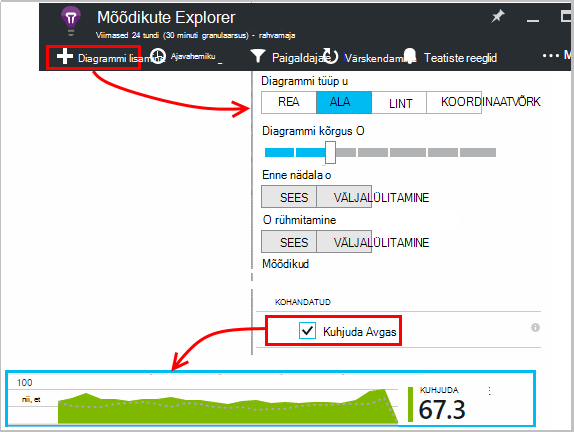 Mõõdikute Explorer
Viimased 24 tundi (30 minuti granulaarsus) - rahvamaja
Diagrammi lisamine Ajavahemiku Paigaldajale Värskendamine Teatiste reeglid M
Diagrammi tüüp u
REA ALA LINT KOORDINAATVÕRK
Diagrammi kõrgus O
Enne nädala o
SEES VÄLJALÜLITAMINE
O rühmitamine
SEES VÄLJALÜLITAMINE
Mõõdikud
KOHANDATUD
Kuhjuda Avgas
100
nii, et
KUHJUDA
67.3